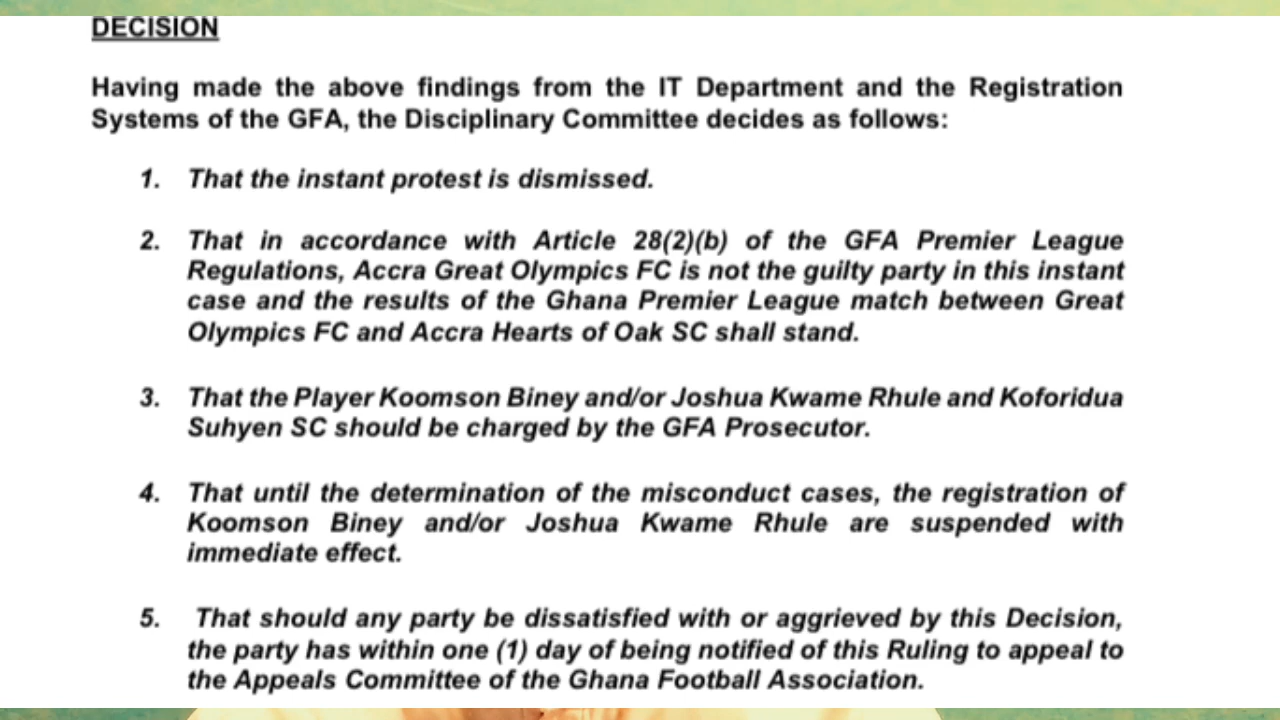 DECISION
Having made the above findings from the IT Department and the Registration
Systems of the GFA, the Disciplinary Committee decides as follows:
1. That the instant protest is dismissed.
2. That in accordance with Article 28(2)(b) of the GFA Premier League
Regulations, Accra Great Olympics FC is not the guilty party in this instant
case and the results of the Ghana Premier League match between Great
Olympics FC and Accra Hearts of Oak SC shall stand.
3. That the Player Koomson Biney and/or Joshua Kwame Rhule and Koforidua
Suhyen SC should be charged by the GFA Prosecutor.
4. That until the determination of the misconduct cases, the registration of
Koomson Biney and/or Joshua Kwame Rhule are suspended with
immediate effect.
5. That should any party be dissatisfied with or aggrieved by this Decision,
the party has within one (1) day of being notified of this Ruling to appeal to
the Appeals Committee of the Ghana Football Association.